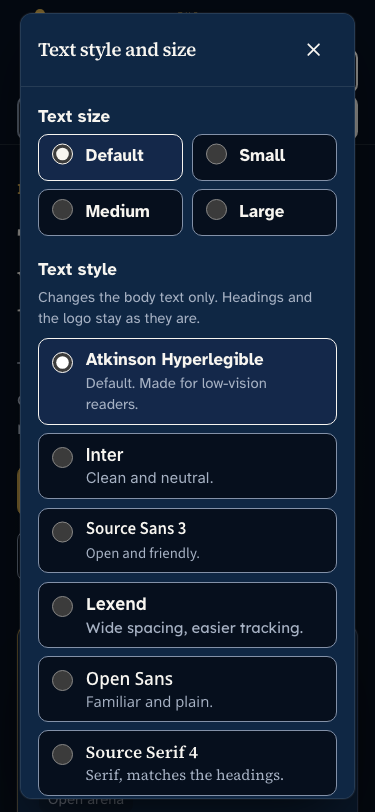 Text style and size
Text size
Default
Small
Medium
Large
Text style
Changes the body text only. Headings and
the logo stay as they are.
Atkinson Hyperlegible
Default. Made for low-vision
readers.
Inter
Clean and neutral.
Source Sans 3
Open and friendly.
Lexend
Wide spacing, easier tracking.
Open Sans
Familiar and plain.
Source Serif 4
Serif, matches the headings.
Open arena